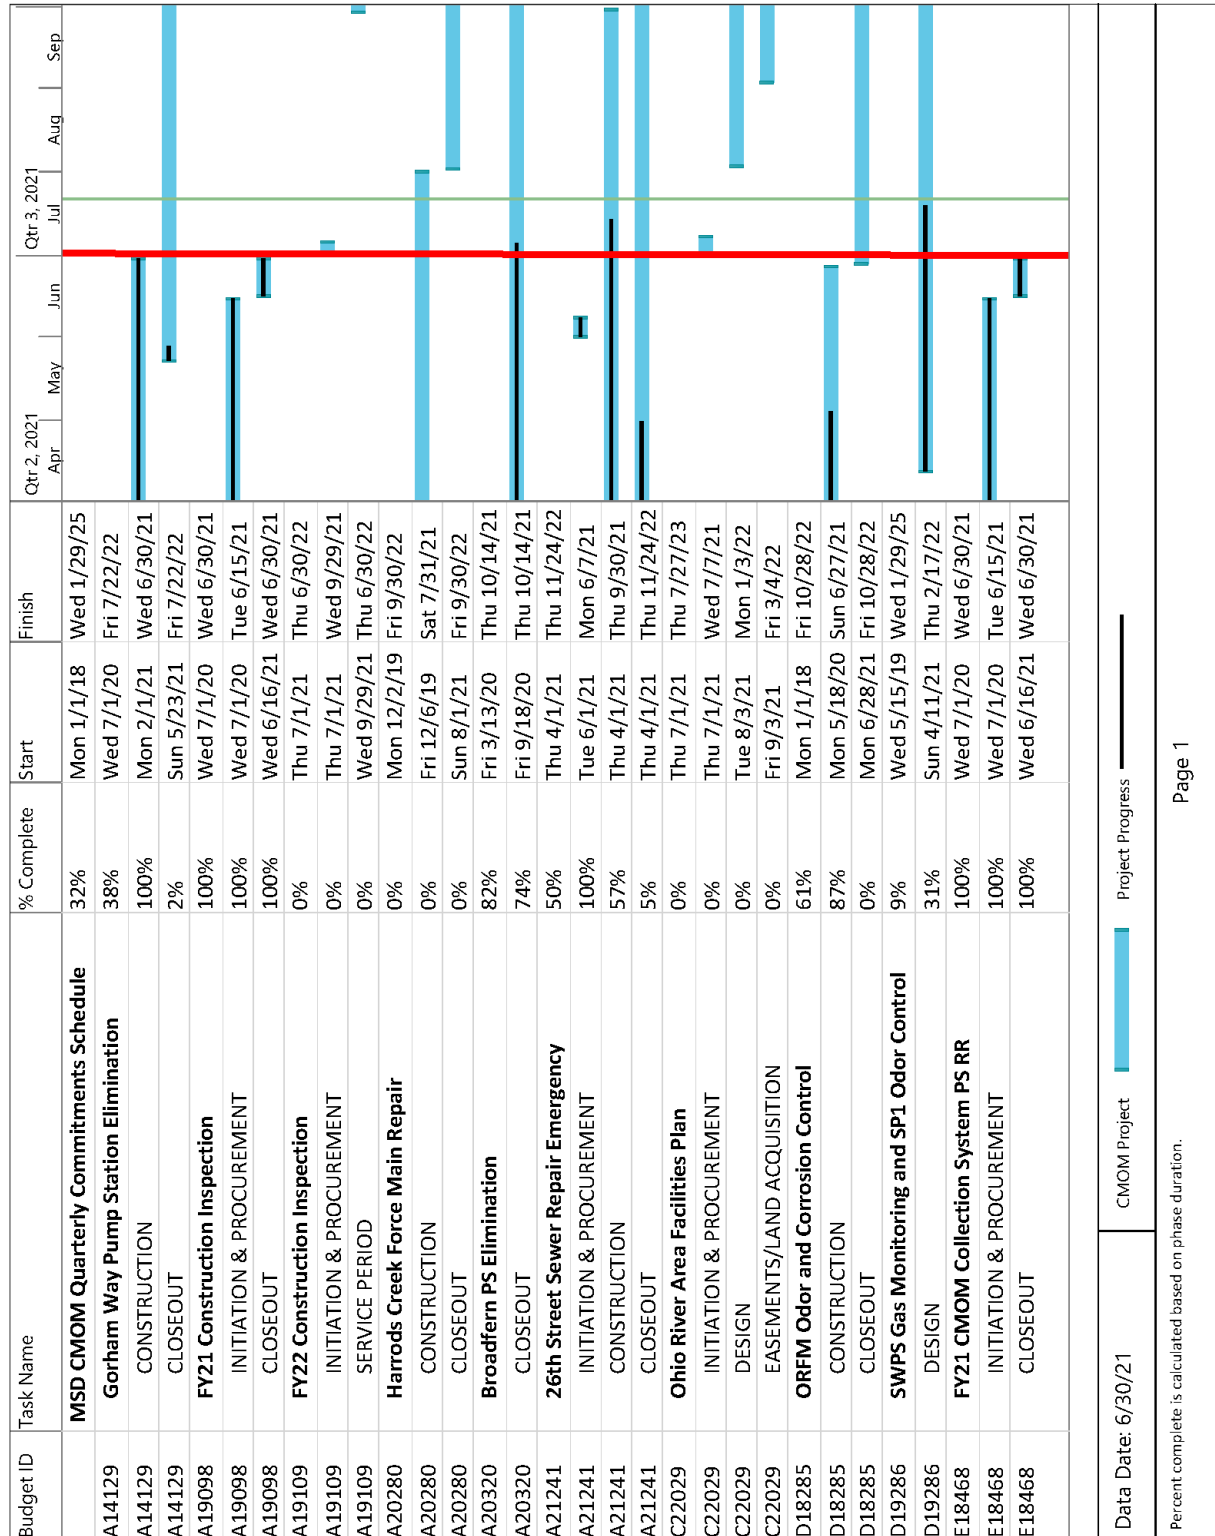 Budget ID Task Name % Complete Start Finish Qtr 2, 2021 Qtr 3, 2021
Apr May Jun Jul Aug Sep
MSD CMOM Quarterly Commitments Schedule 32% Mon 1/1/18 Wed 1/29/25
A14129 Gorham Way Pump Station Elimination 38% Wed 7/1/20 Fri 7/22/22
A14129 CONSTRUCTION 100% Mon 2/1/21 Wed 6/30/21
A14129 CLOSEOUT 2% Sun 5/23/21 Fri 7/22/22
A19098 FY21 Construction Inspection 100% Wed 7/1/20 Wed 6/30/21
A19098 INITIATION & PROCUREMENT 100% Wed 7/1/20 Tue 6/15/21
A19098 CLOSEOUT 100% Wed 6/16/21 Wed 6/30/21
A19109 FY22 Construction Inspection 0% Thu 7/1/21 Thu 6/30/22
A19109 INITIATION & PROCUREMENT 0% Thu 7/1/21 Wed 9/29/21
A19109 SERVICE PERIOD 0% Wed 9/29/21 Thu 6/30/22
A20280 Harrods Creek Force Main Repair 0% Mon 12/2/19 Fri 9/30/22
A20280 CONSTRUCTION 0% Fri 12/6/19 Sat 7/31/21
A20280 CLOSEOUT 0% Sun 8/1/21 Fri 9/30/22
A20320 Broadfern PS Elimination 82% Fri 3/13/20 Thu 10/14/21
A20320 CLOSEOUT 74% Fri 9/18/20 Thu 10/14/21
A21241 26th Street Sewer Repair Emergency 50% Thu 4/1/21 Thu 11/24/22
A21241 INITIATION & PROCUREMENT 100% Tue 6/1/21 Mon 6/7/21
A21241 CONSTRUCTION 57% Thu 4/1/21 Thu 9/30/21
A21241 CLOSEOUT 5% Thu 4/1/21 Thu 11/24/22
C22029 Ohio River Area Facilities Plan 0% Thu 7/1/21 Thu 7/27/23
C22029 INITIATION & PROCUREMENT 0% Thu 7/1/21 Wed 7/7/21
C22029 DESIGN 0% Tue 8/3/21 Mon 1/3/22
C22029 EASEMENTS/LAND ACQUISITION 0% Fri 9/3/21 Fri 3/4/22
D18285 ORFM Odor and Corrosion Control 61% Mon 1/1/18 Fri 10/28/22
D18285 CONSTRUCTION 87% Mon 5/18/20 Sun 6/27/21
D18285 CLOSEOUT 0% Mon 6/28/21 Fri 10/28/22
D19286 SWPS Gas Monitoring and SP1 Odor Control 9% Wed 5/15/19 Wed 1/29/25
D19286 DESIGN 31% Sun 4/11/21 Thu 2/17/22
E18468 FY21 CMOM Collection System PS RR 100% Wed 7/1/20 Wed 6/30/21
E18468 INITIATION & PROCUREMENT 100% Wed 7/1/20 Tue 6/15/21
E18468 CLOSEOUT 100% Wed 6/16/21 Wed 6/30/21
Data Date: 6/30/21 CMOM Project Project Progress
Page 1
Percent complete is calculated based on phase duration.